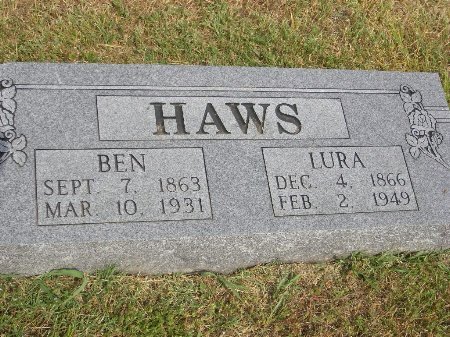 HAWS
BEN
SEPT. 7, 1863
MAR. 10, 1931
LURA
DEC. 4, 1866
FEB. 2, 1949